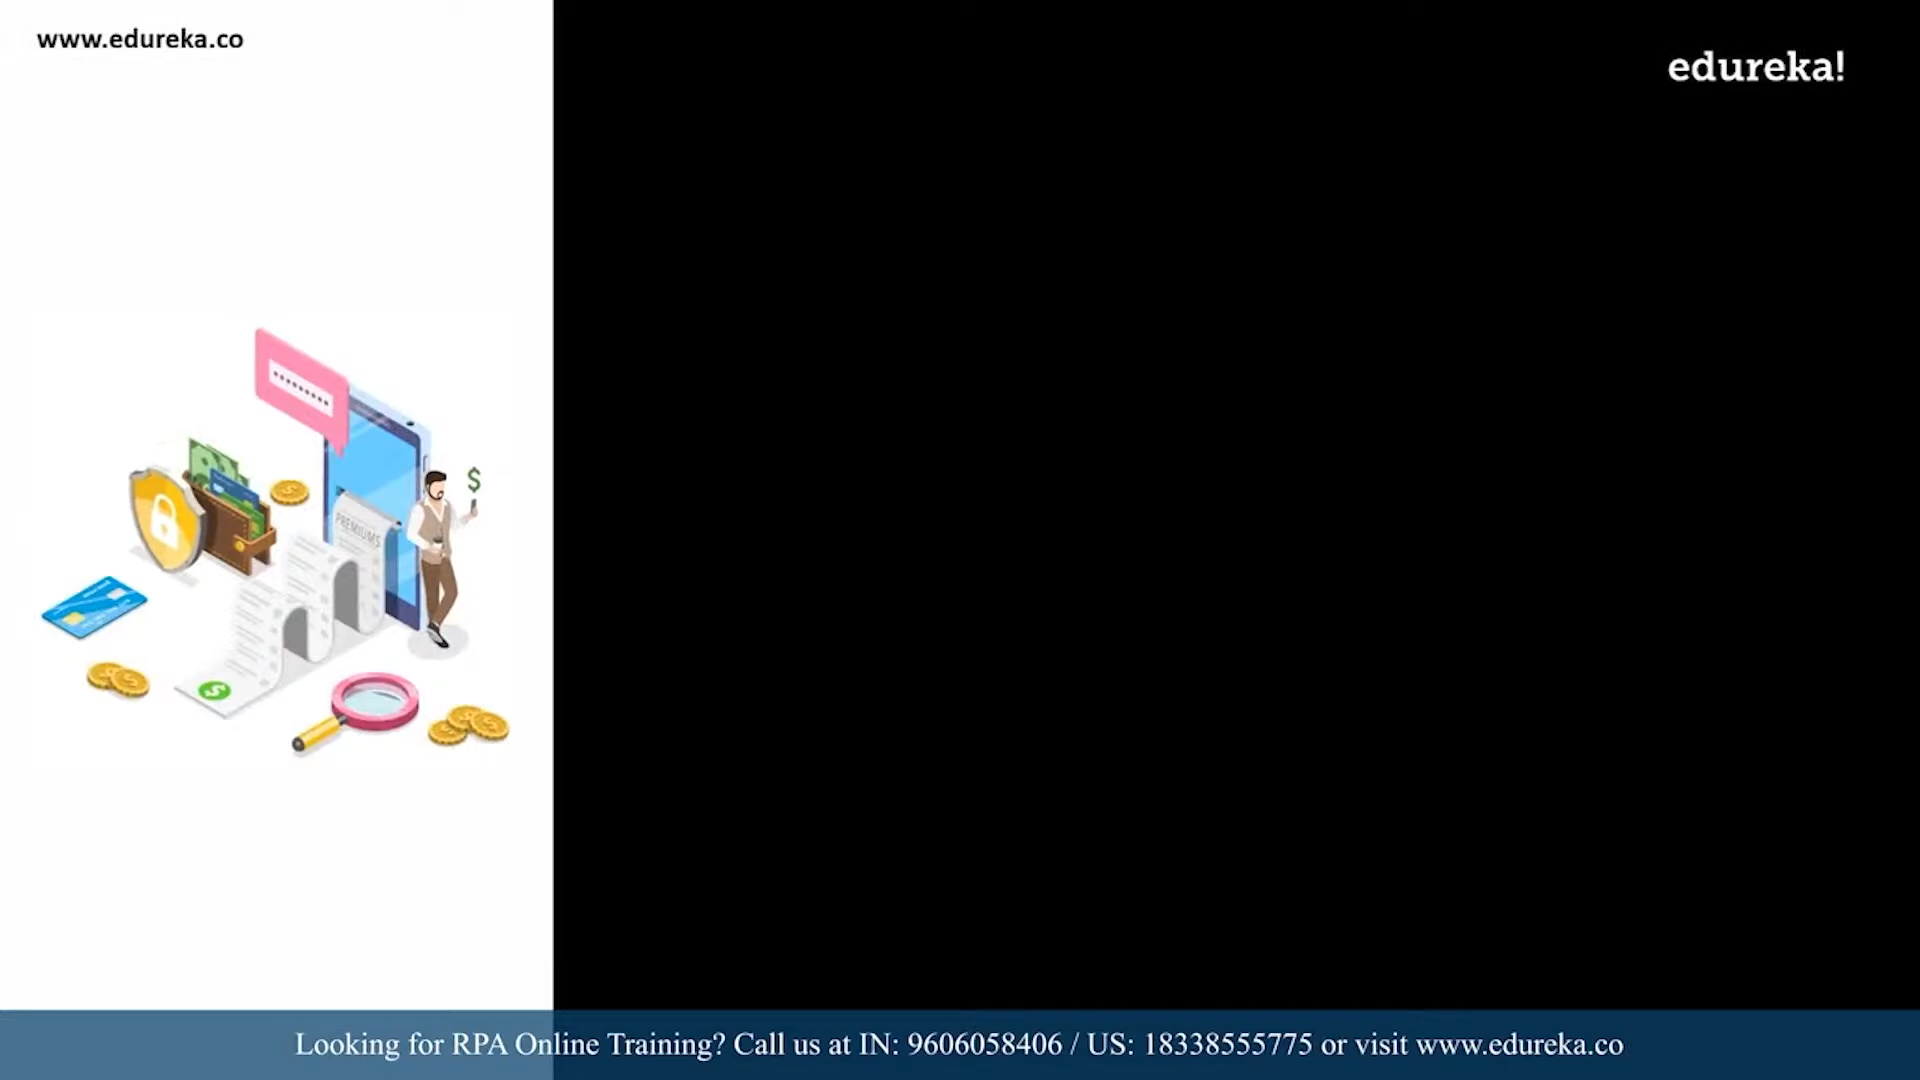 www.edureka.co
edureka!
PREMIUMS
Looking for RPA Online Training? Call us at IN: 9606058406 / US: 18338555775 or visit www.edureka.co